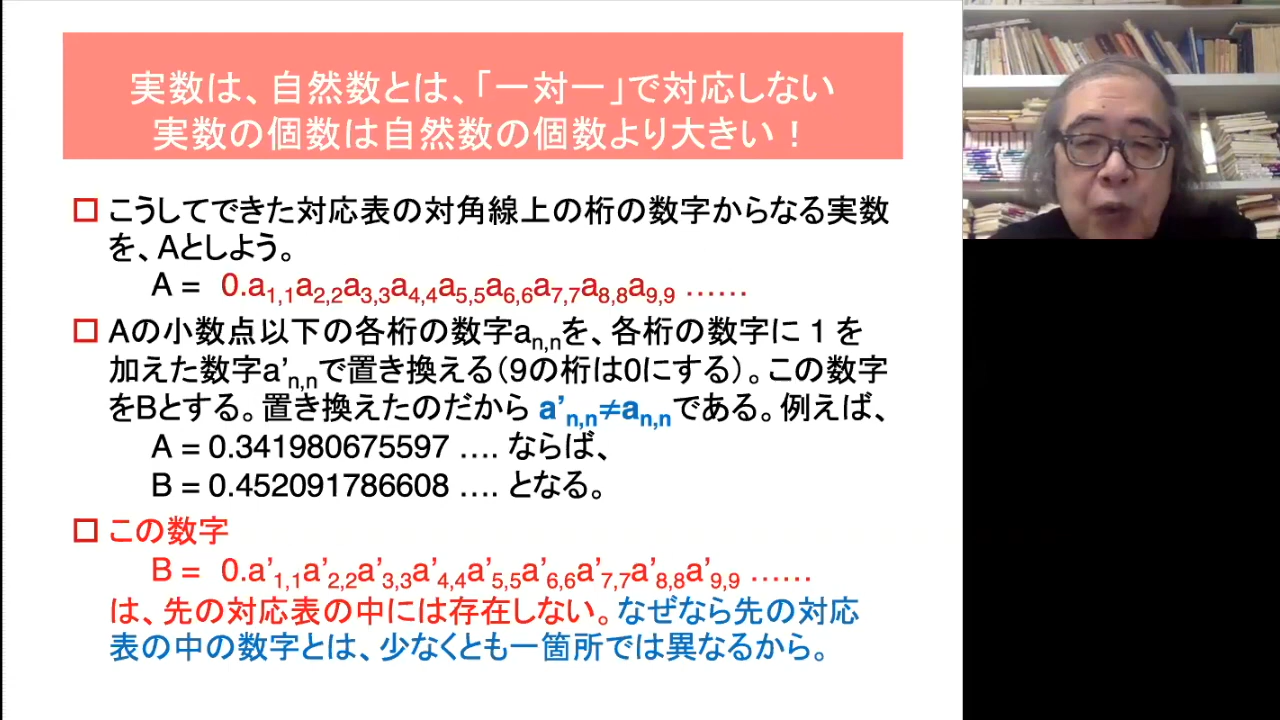 実数は、自然数とは、「一対一」で対応しない
実数の個数は自然数の個数より大きい！
こうしてできた対応表の対角線上の桁の数字からなる実数
を、Aとしよう。
A = 0.a1,1a2,2a3,3a4,4a5,5a6,6a7,7a8,8a9,9 ……
Aの小数点以下の各桁の数字an,nを、各桁の数字に１を
加えた数字a’n,nで置き換える（9の桁は0にする）。この数字
をBとする。置き換えたのだから a’n,n≠an,nである。例えば、
A = 0.341980675597 …. ならば、
B = 0.452091786608 …. となる。
この数字
B = 0.a’1,1a’2,2a’3,3a’4,4a’5,5a’6,6a’7,7a’8,8a’9,9 ……
は、先の対応表の中には存在しない。なぜなら先の対応
表の中の数字とは、少なくとも一箇所では異なるから。